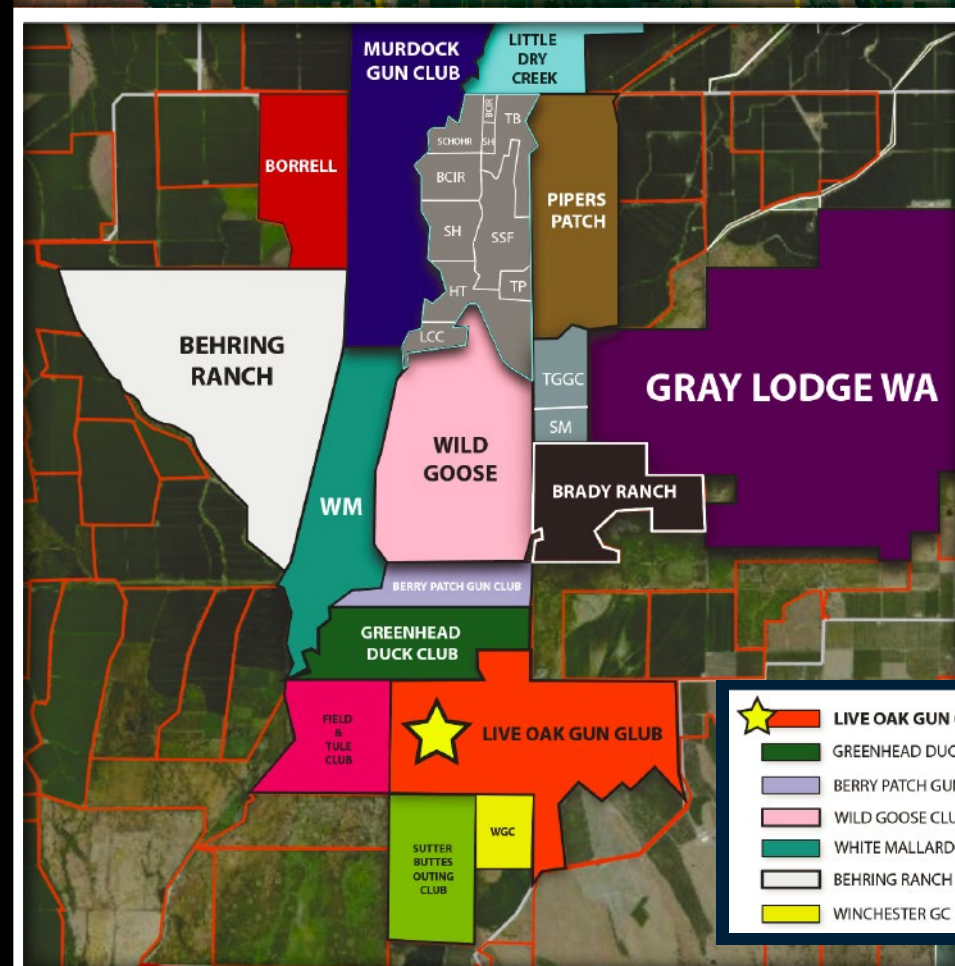 MURDOCK
GUN CLUB
LITTLE
DRY
CREEK
BCIR
TB
SCHOHR
SH
BORRELL
BCIR
PIPERS
PATCH
SH
SSF
HT
TP
LCC
BEHRING
RANCH
TGGC
GRAY LODGE WA
SM
WILD
GOOSE
WM
BRADY RANCH
BERRY PATCH GUN CLUB
GREENHEAD
DUCK CLUB
FIELD
&
TULE
CLUB
LIVE OAK GUN GLUB
WGC
SUTTER
BUTTES
OUTING
CLUB
LIVE OAK GUN
GREENHEAD DUC
BERRY PATCH GU
WILD GOOSE CLU
WHITE MALLARD
BEHRING RANCH
WINCHESTER GC